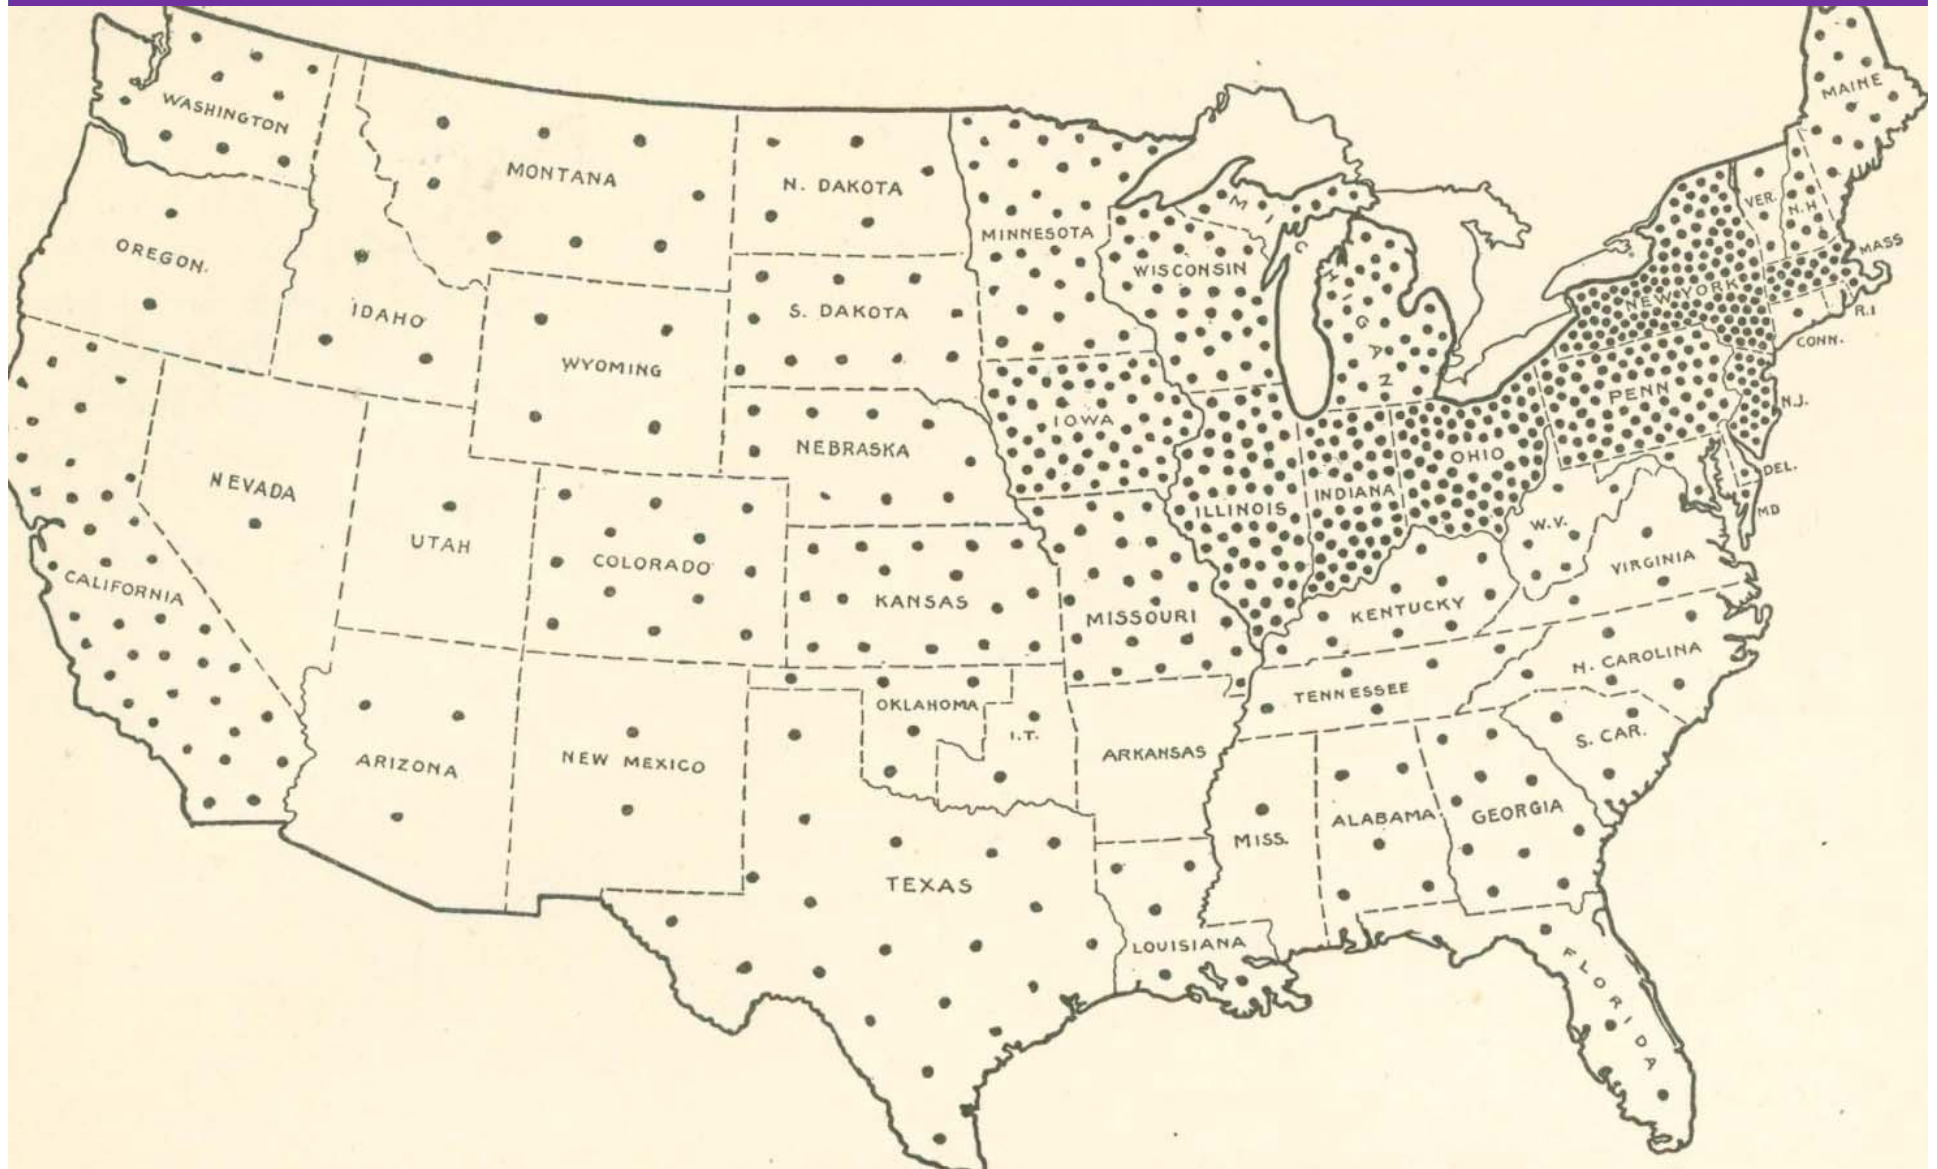 WASHINGTON
MONTANA
N. DAKOTA
MINNESOTA
MAINE
VER.
N.H
MASS
OREGON.
IDAHO
WYOMING
S. DAKOTA
WISCONSIN
MICHIGAN
NEW YORK
R.I
CONN.
NEBRASKA
IOWA
PENN
N.J.
NEVADA
UTAH
COLORADO
KANSAS
ILLINOIS
INDIANA
OHIO
DEL.
MD
W.V.
VIRGINIA
CALIFORNIA
MISSOURI
KENTUCKY
ARIZONA
NEW MEXICO
OKLAHOMA
I.T.
ARKANSAS
TENNESSEE
N. CAROLINA
S. CAR.
TEXAS
LOUISIANA
MISS.
ALABAMA
GEORGIA
FLORIDA